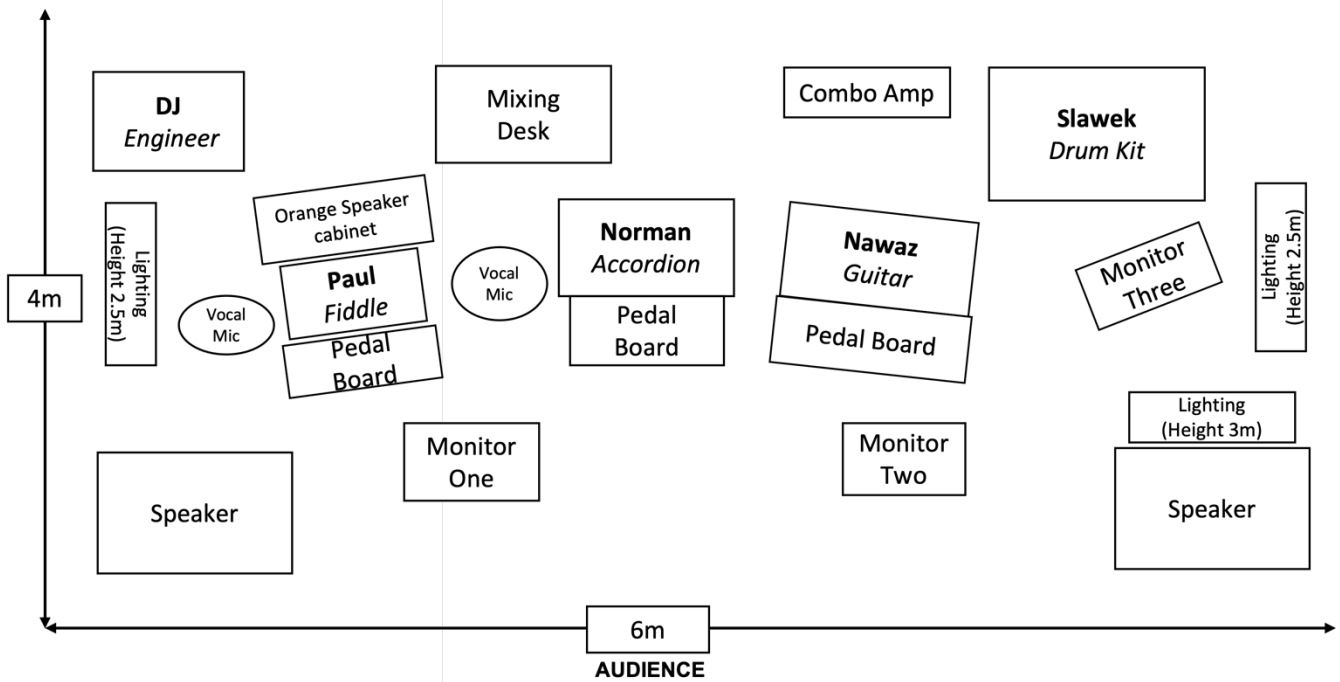 DJ
Engineer
Mixing
Desk
Combo Amp
Slawek
Drum Kit
Orange Speaker
cabinet
Lighting
(Height 2.5m)
Paul
Fiddle
Vocal
Mic
Vocal
Mic
Pedal
Board
Norman
Accordion
Pedal
Board
Nawaz
Guitar
Pedal Board
Monitor
Three
Lighting
(Height 2.5m)
4m
Lighting
(Height 3m)
Speaker
Monitor
One
Monitor
Two
Speaker
6m
AUDIENCE